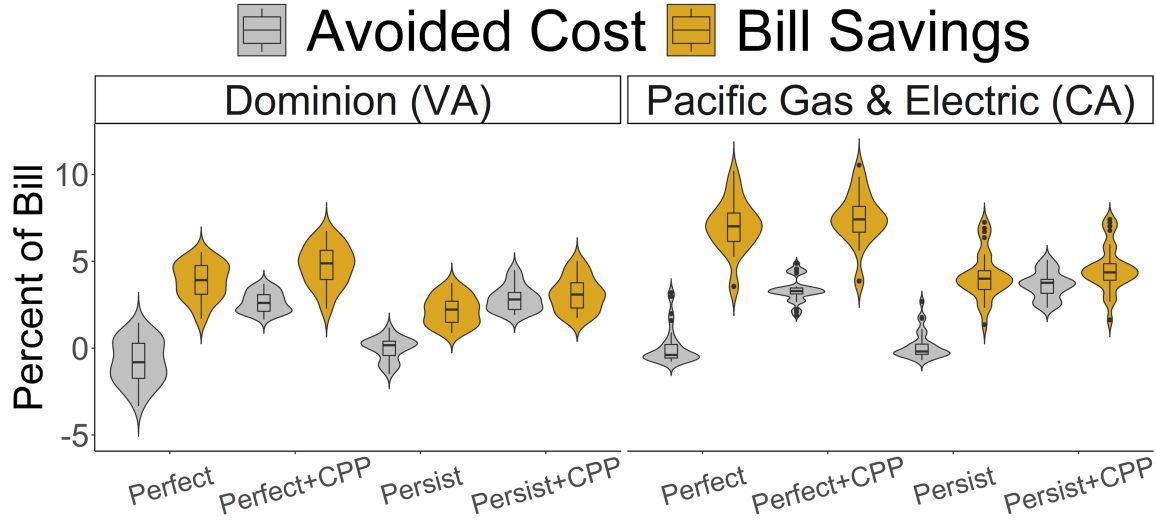 Avoided Cost Bill Savings
Dominion (VA) Pacific Gas & Electric (CA)
Percent of Bill
10
5
0
-5
Perfect Perfect+CPP Persist Persist+CPP Perfect Perfect+CPP Persist Persist+CPP